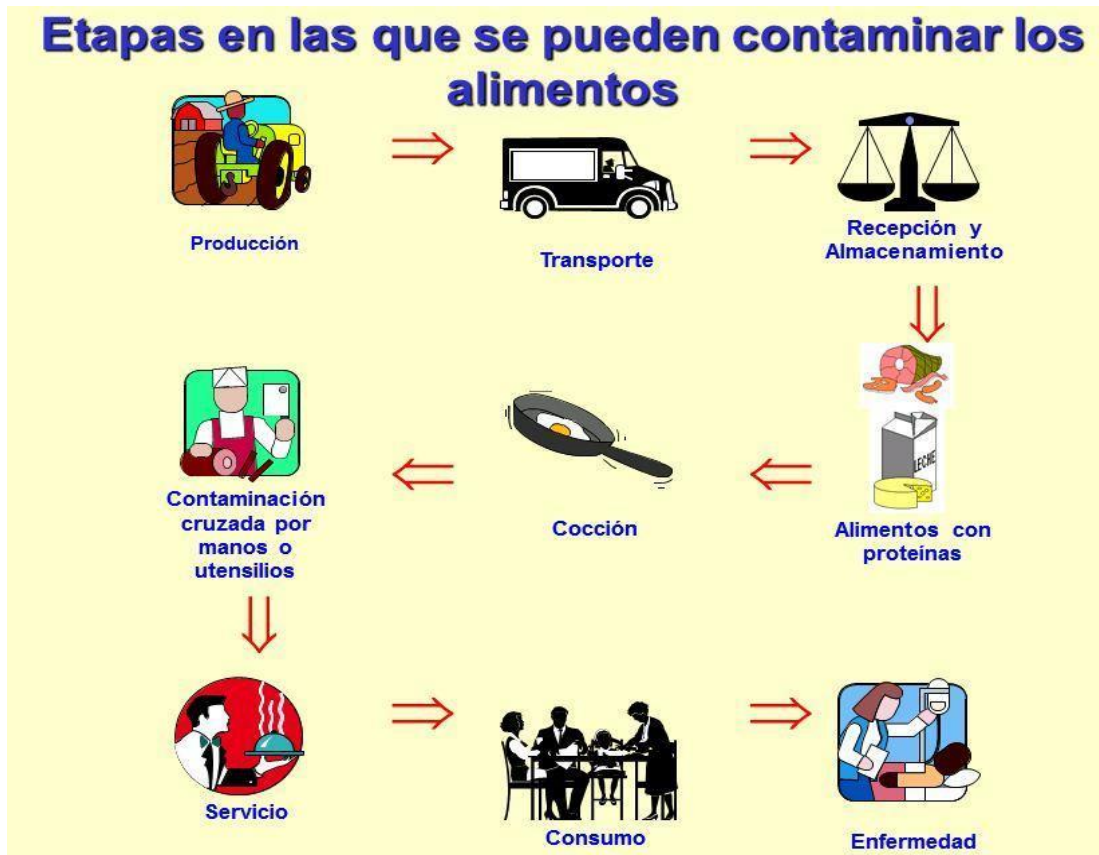 Etapas en las que se pueden contaminar los
alimentos
Producción
Transporte
Recepción y
Almacenamiento
LECHE
Alimentos con
proteínas
Cocción
Contaminación
cruzada por
manos o
utensilios
Servicio
Consumo
Enfermedad